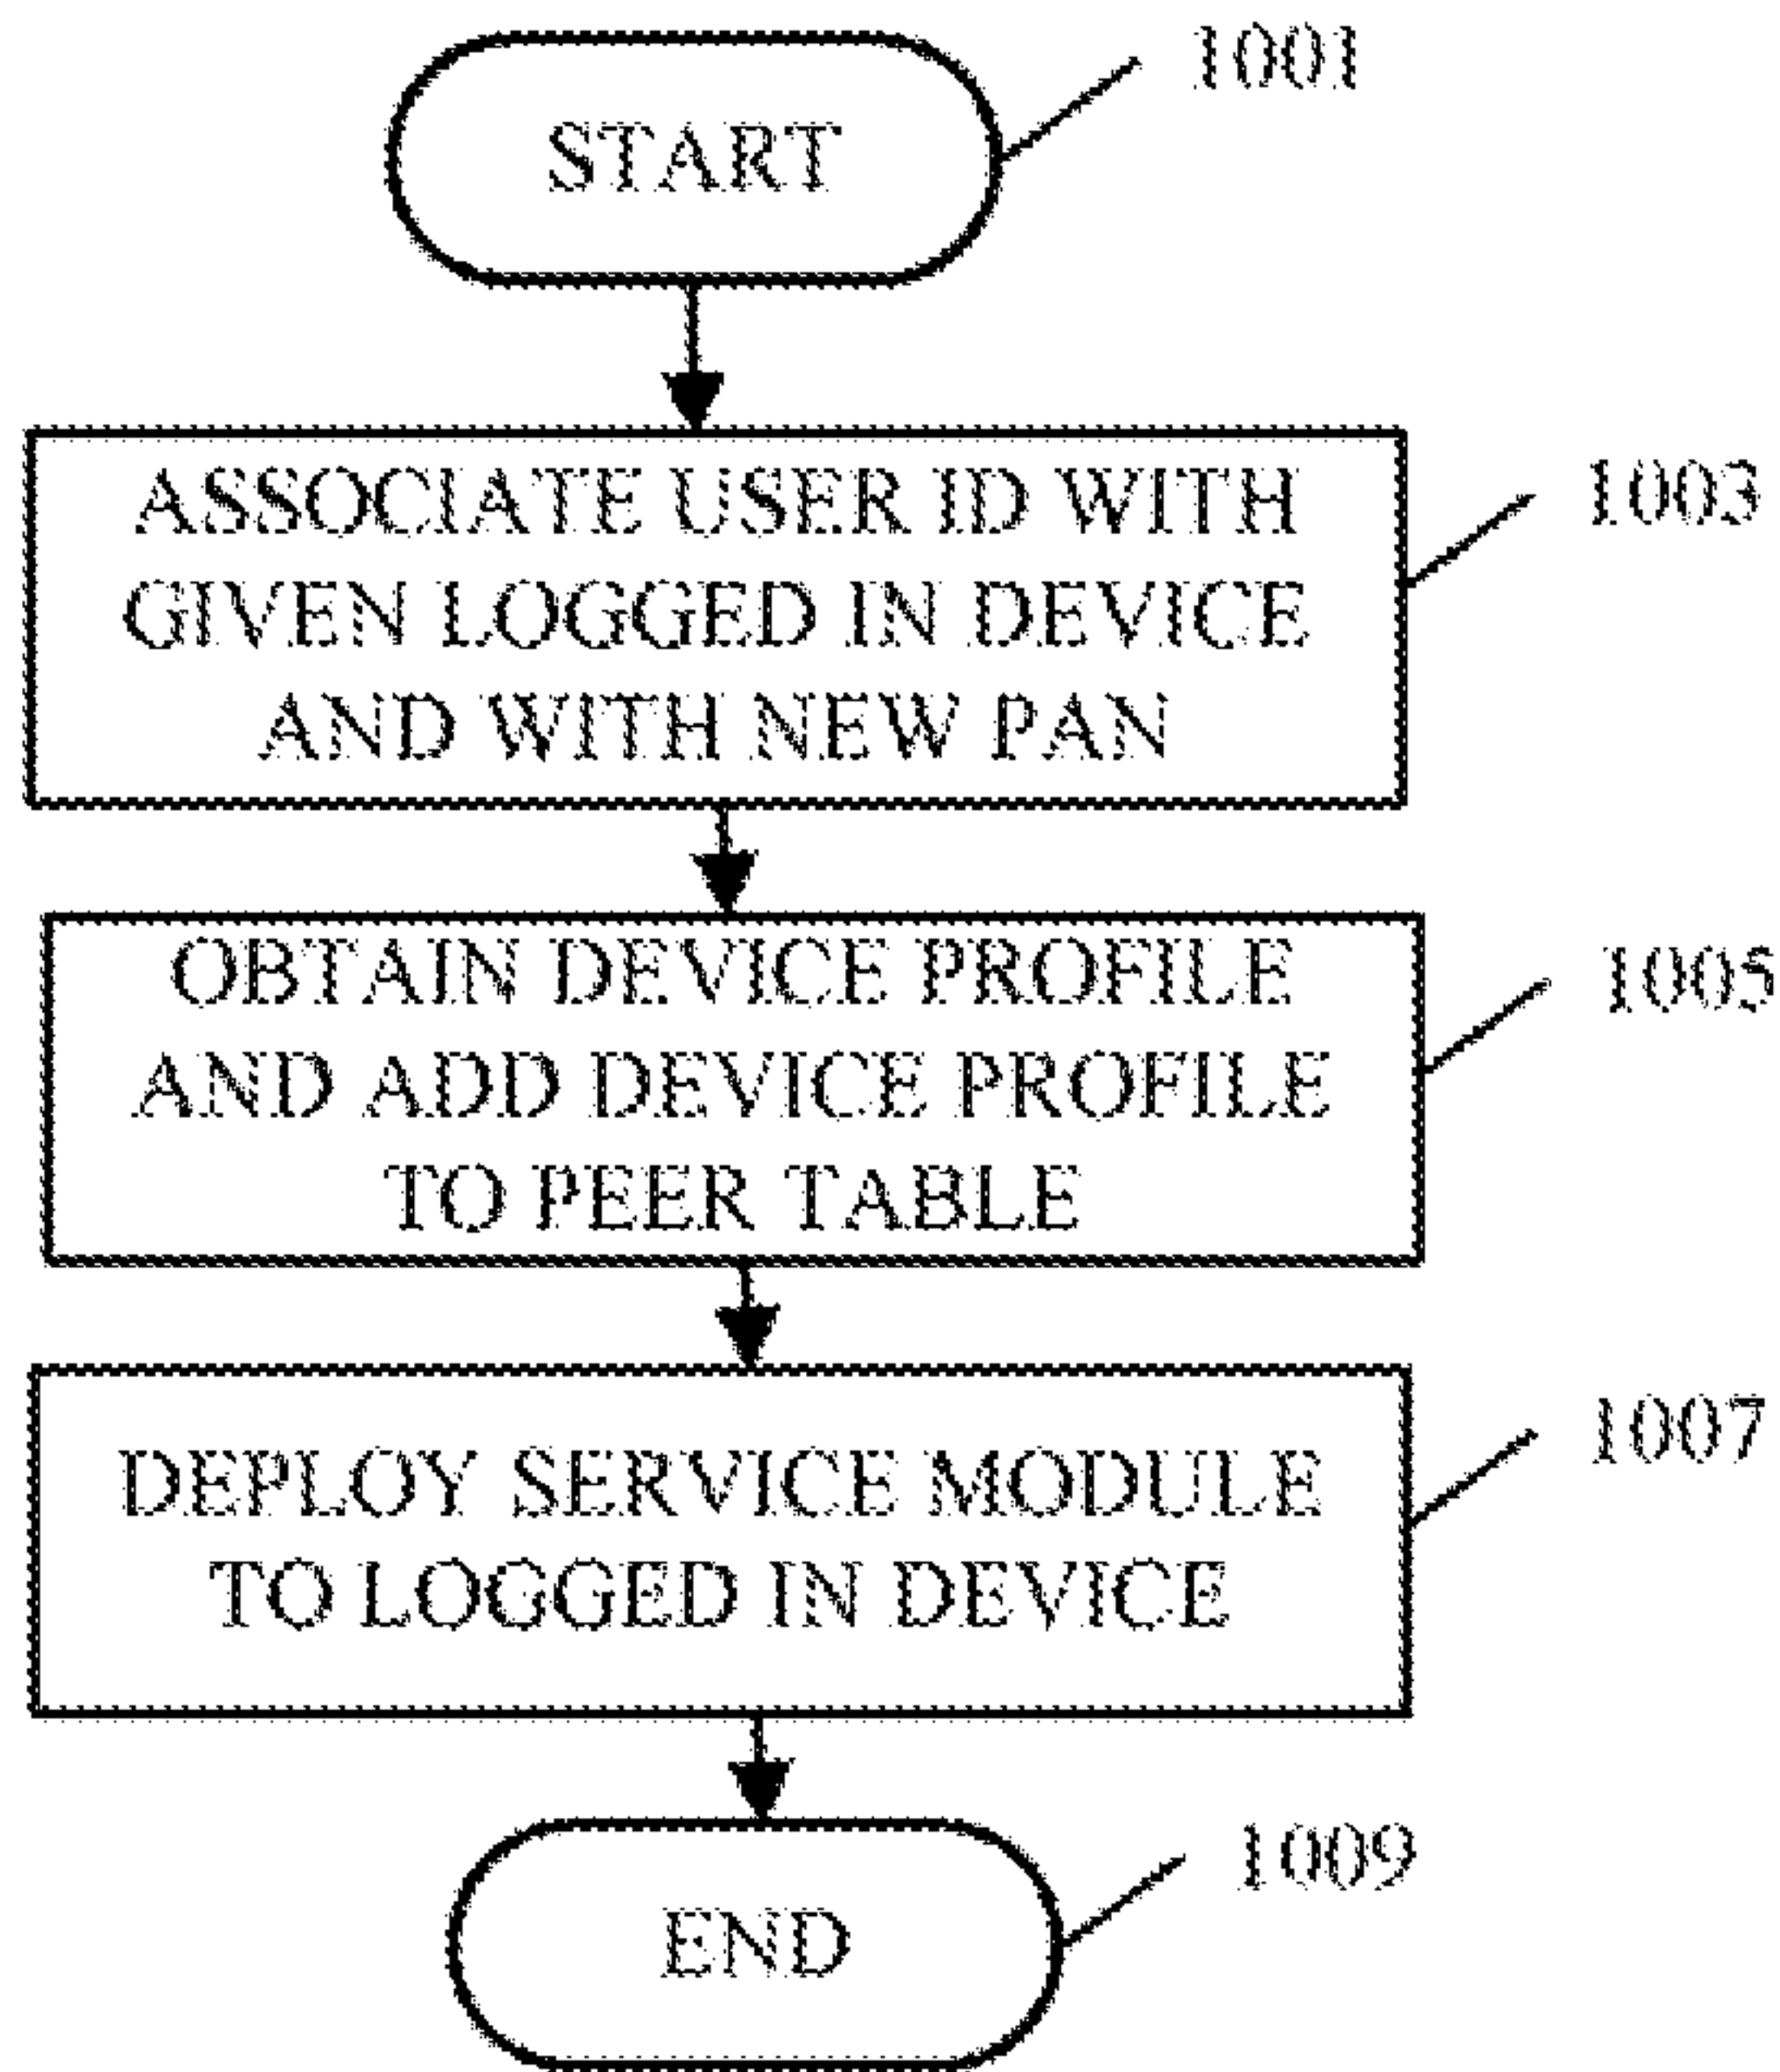 1001
START
ASSOCIATE USER ID WITH
GIVEN LOGGED IN DEVICE
AND WITH NEW PAN
1003
OBTAIN DEVICE PROFILE
AND ADD DEVICE PROFILE
TO PEER TABLE
1005
DEPLOY SERVICE MODULE
TO LOGGED IN DEVICE
1007
END
1009